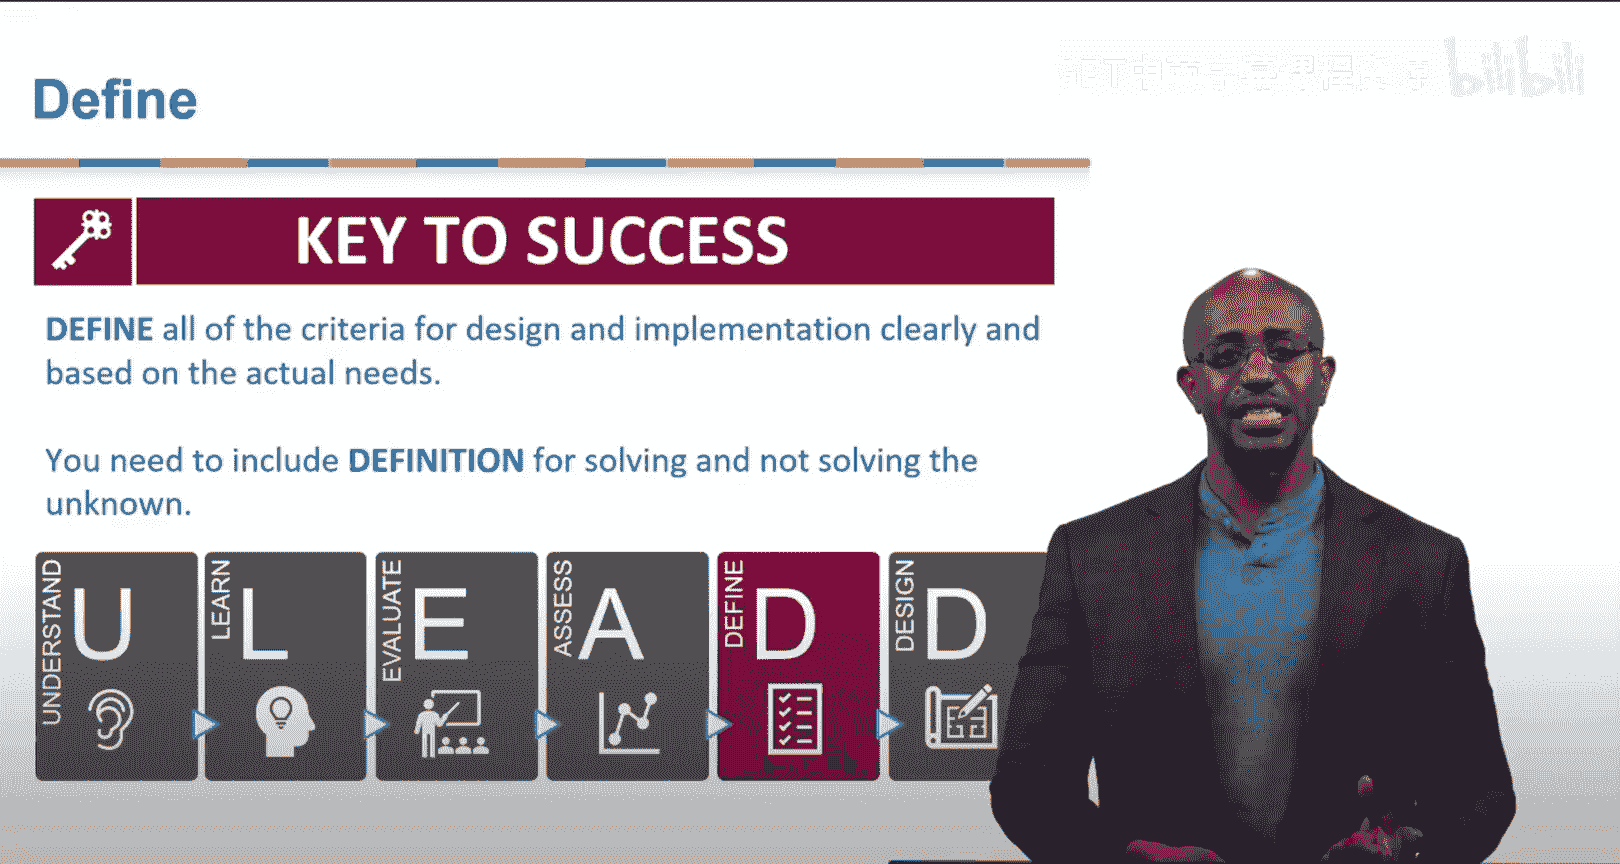 Define
bilibili
KEY TO SUCCESS
DEFINE all of the criteria for design and implementation clearly and
based on the actual needs.
You need to include DEFINITION for solving and not solving the
unknown.
UNDERSTAND
U
LEARN
L
EVALUATE
E
ASSESS
A
DEFINE
D
DESIGN
D